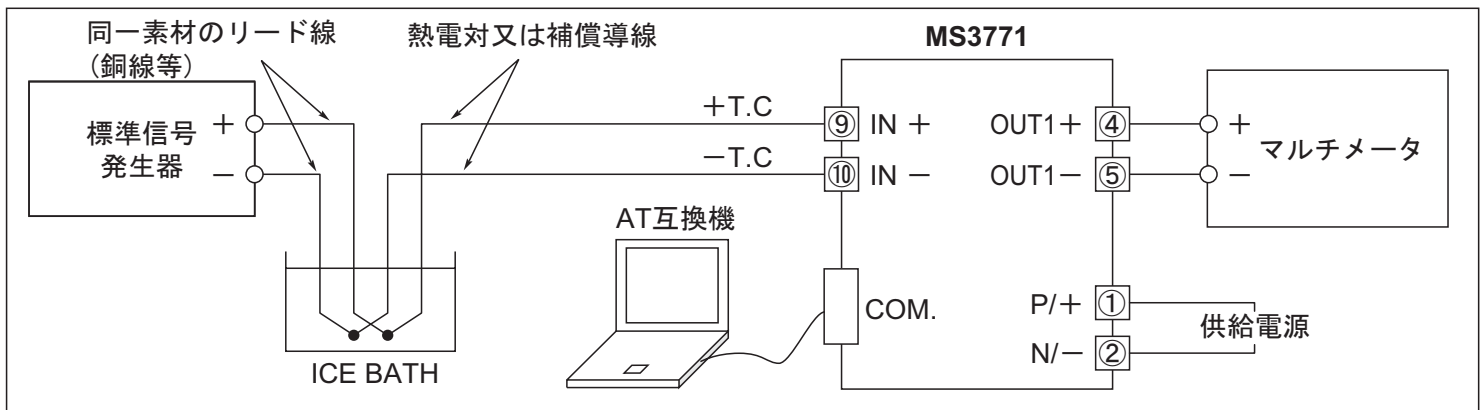 同一素材のリード線
（銅線等）
熱電対又は補償導線
MS3771
標準信号
発生器
+
−
+T.C
−T.C
⑨ IN +
⑩ IN −
OUT1+ ④
OUT1− ⑤
+
−
マルチメータ
AT互換機
COM.
P/+ ①
N/− ②
供給電源
ICE BATH